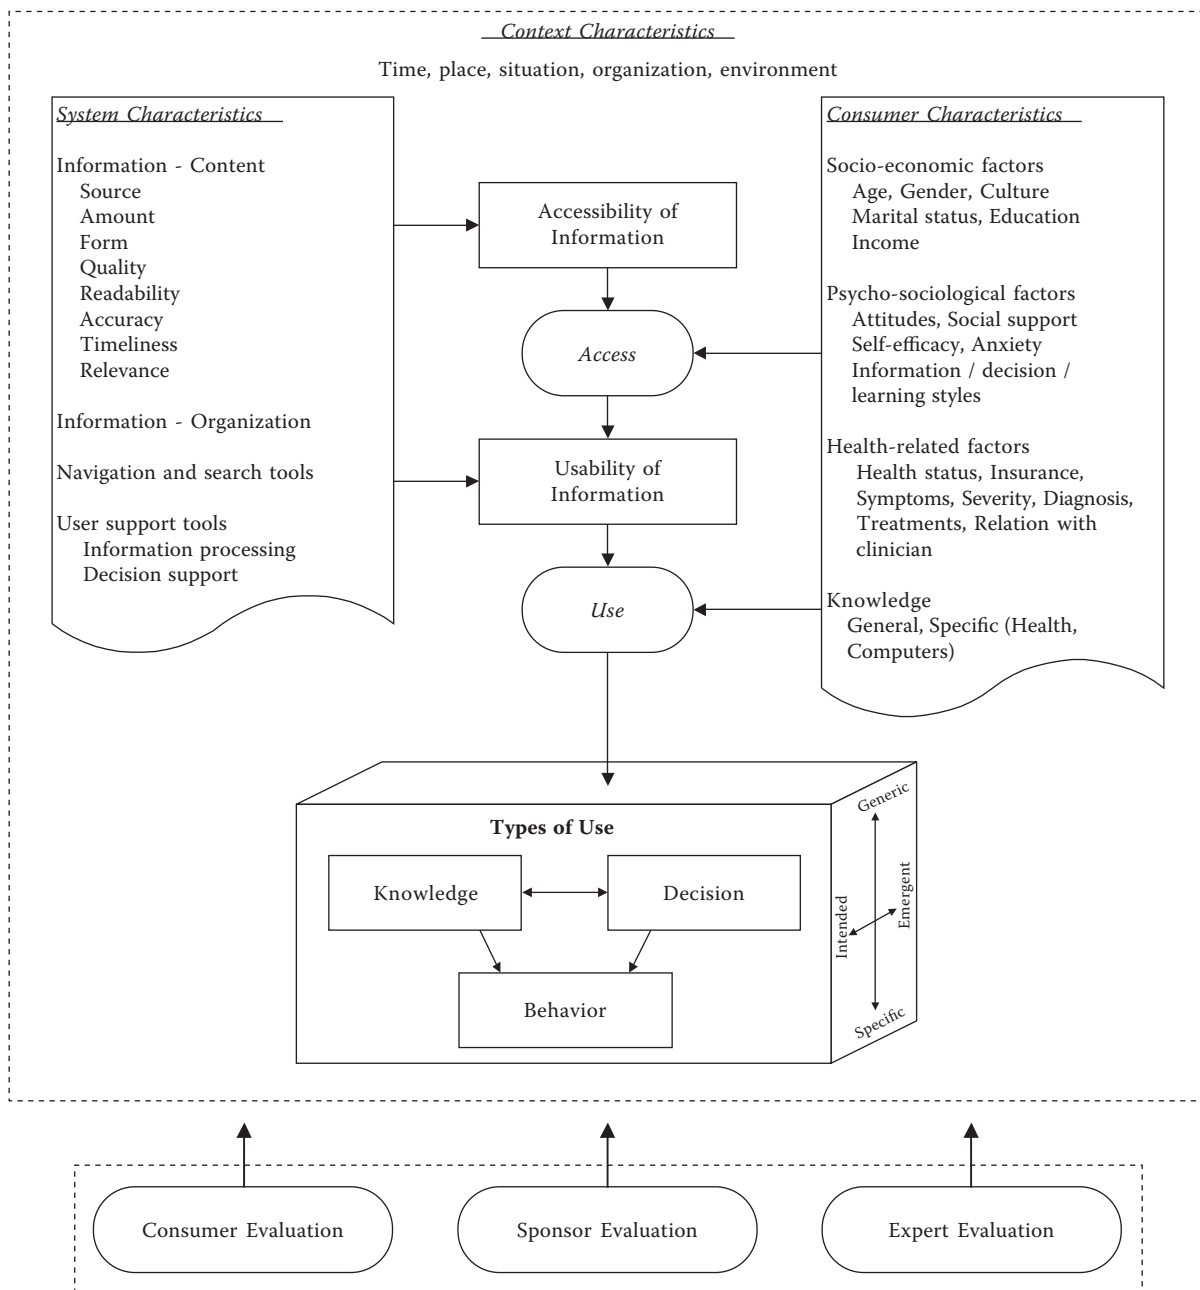 Context Characteristics
Time, place, situation, organization, environment
System Characteristics
Information - Content
Source
Amount
Form
Quality
Readability
Accuracy
Timeliness
Relevance
Information - Organization
Navigation and search tools
User support tools
Information processing
Decision support
Accessibility of
Information
Access
Usability of
Information
Use
Consumer Characteristics
Socio-economic factors
Age, Gender, Culture
Marital status, Education
Income
Psycho-sociological factors
Attitudes, Social support
Self-efficacy, Anxiety
Information / decision /
learning styles
Health-related factors
Health status, Insurance,
Symptoms, Severity, Diagnosis,
Treatments, Relation with
clinician
Knowledge
General, Specific (Health,
Computers)
Types of Use
Knowledge
Decision
Behavior
Generic
Intended
Emergent
Specific
Consumer Evaluation
Sponsor Evaluation
Expert Evaluation